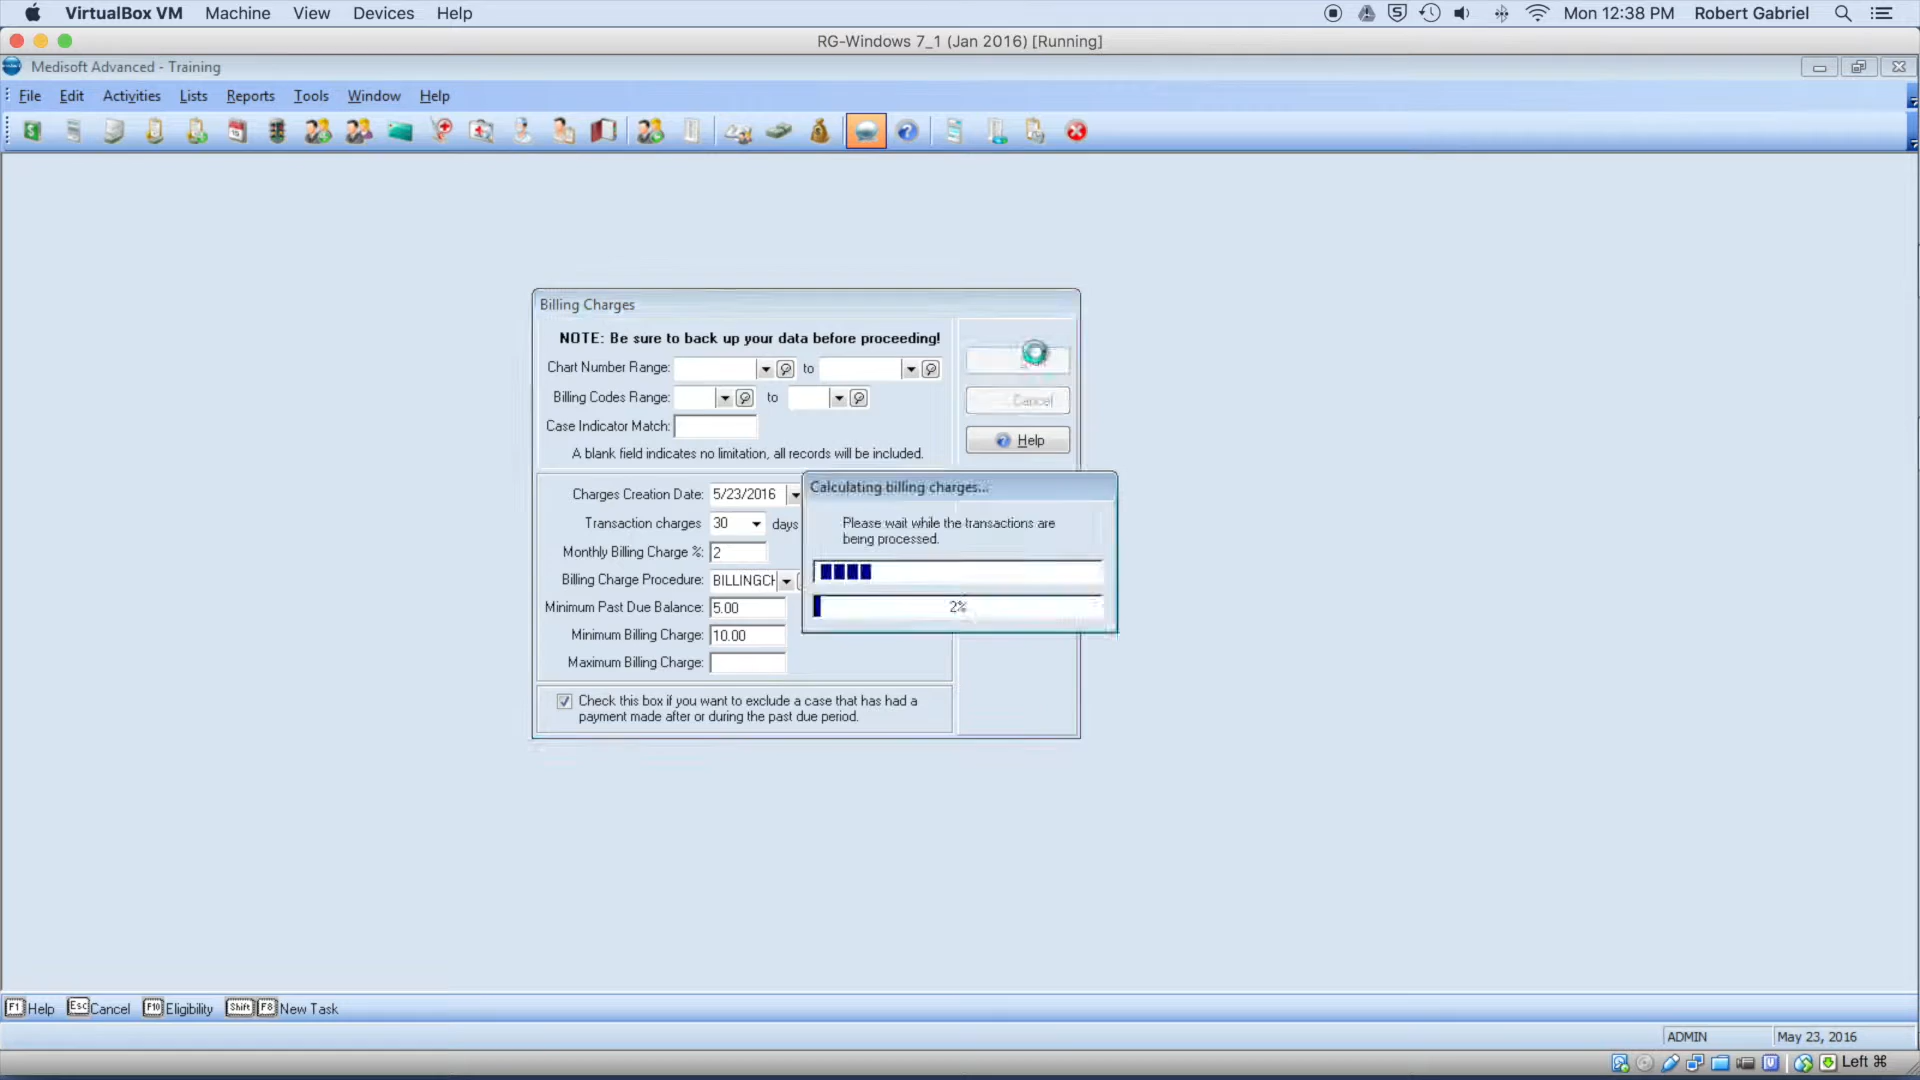 VirtualBox VM Machine View Devices Help Mon 12:38 PM Robert Gabriel
RG-Windows 7_1 (Jan 2016) [Running]
Medisoft Advanced - Training
File Edit Activities Lists Reports Tools Window Help
Billing Charges
NOTE: Be sure to back up your data before proceeding!
Chart Number Range: to
Billing Codes Range: to
Case Indicator Match:
A blank field indicates no limitation, all records will be included.
Cancel
Help
Charges Creation Date: 5/23/2016
Transaction charges 30 days
Monthly Billing Charge %: 2
Billing Charge Procedure: BILLINGCH
Minimum Past Due Balance: 5.00
Minimum Billing Charge: 10.00
Maximum Billing Charge:
Calculating billing charges...
Please wait while the transactions are
being processed.
2%
Check this box if you want to exclude a case that has had a
payment made after or during the past due period.
F1 Help Esc Cancel F10 Eligibility Shift F8 New Task
ADMIN May 23, 2016
Left ⌘